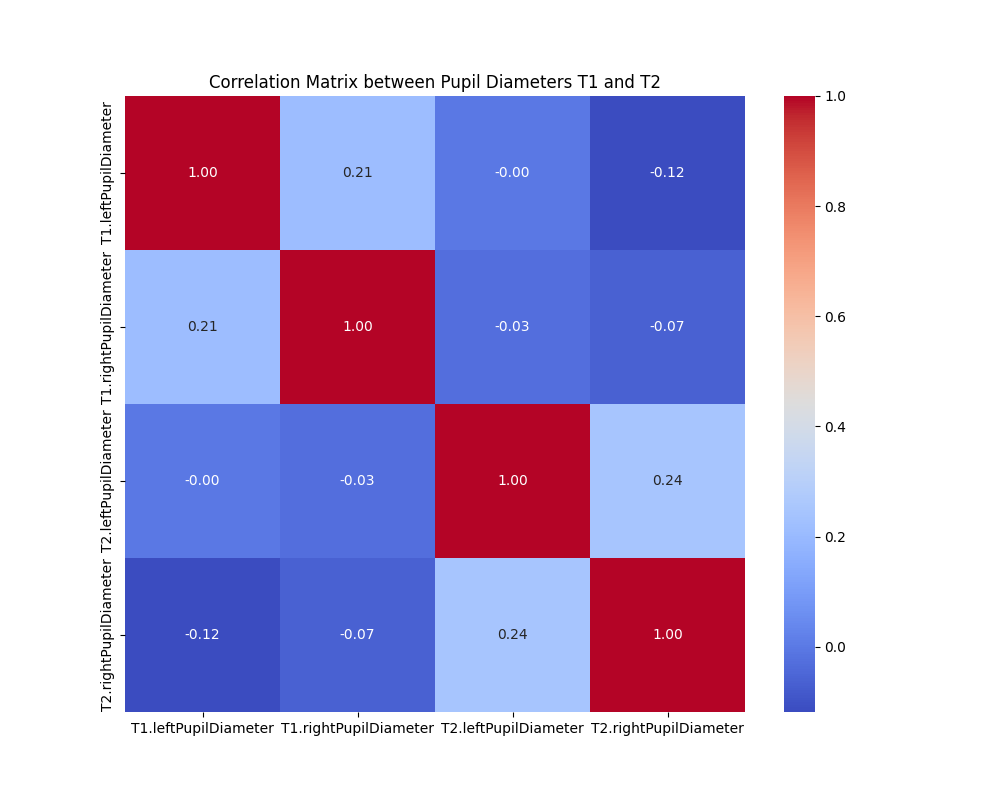 Correlation Matrix between Pupil Diameters T1 and T2
T1.leftPupilDiameter
T1.rightPupilDiameter
T2.leftPupilDiameter
T2.rightPupilDiameter
1.00 0.21 -0.00 -0.12
0.21 1.00 -0.03 -0.07
-0.00 -0.03 1.00 0.24
-0.12 -0.07 0.24 1.00
T1.leftPupilDiameter T1.rightPupilDiameter T2.leftPupilDiameter T2.rightPupilDiameter
1.0
0.8
0.6
0.4
0.2
0.0